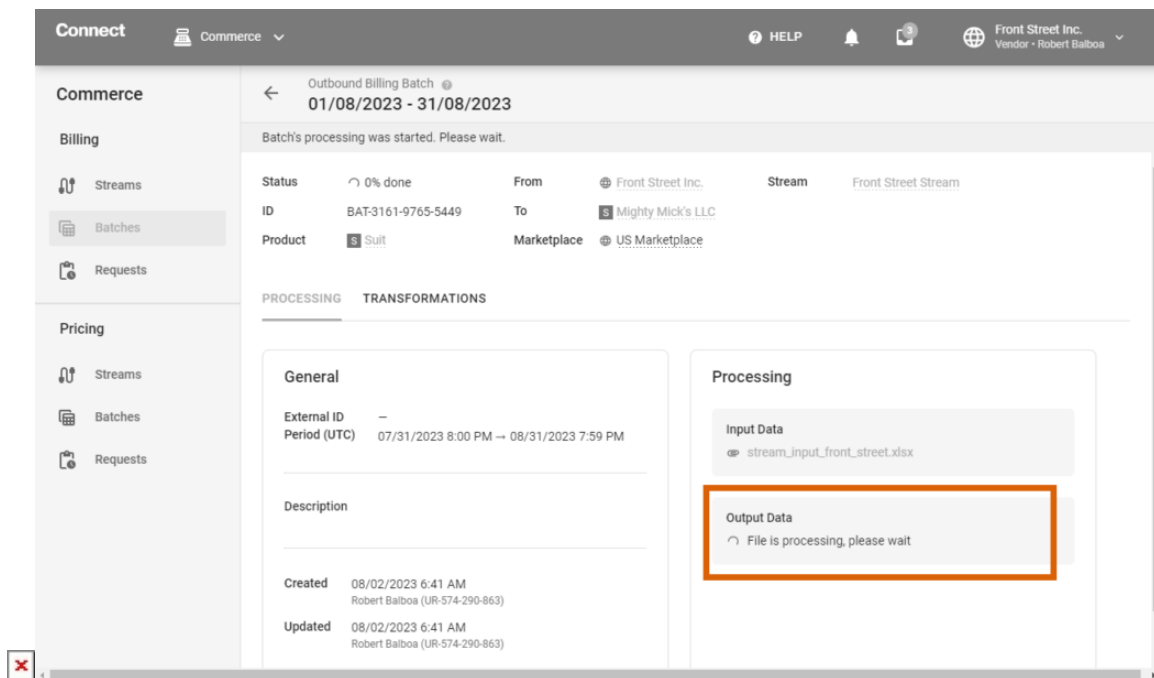 Connect
Commerce
HELP
3
Front Street Inc.
Vendor • Robert Balboa
Commerce
Billing
Streams
Batches
Requests
Pricing
Streams
Batches
Requests
Outbound Billing Batch
01/08/2023 - 31/08/2023
Batch's processing was started. Please wait.
Status 0% done From Front Street Inc. Stream Front Street Stream
ID BAT-3161-9765-5449 To S Mighty Mick's LLC
Product S Suit Marketplace US Marketplace
PROCESSING TRANSFORMATIONS
General
External ID –
Period (UTC) 07/31/2023 8:00 PM → 08/31/2023 7:59 PM
Description
Created 08/02/2023 6:41 AM
Robert Balboa (UR-574-290-863)
Updated 08/02/2023 6:41 AM
Robert Balboa (UR-574-290-863)
Processing
Input Data
stream_input_front_street.xlsx
Output Data
File is processing, please wait